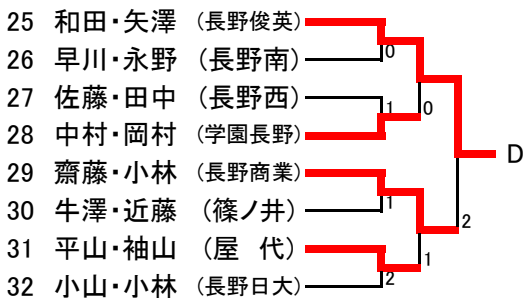 25 和田・矢澤 （長野俊英）
26 早川・永野 （長野南）
0
27 佐藤・田中 （長野西）
1
0
28 中村・岡村 （学園長野）
D
29 齋藤・小林 （長野商業）
1
30 牛澤・近藤 （篠ノ井）
2
31 平山・袖山 （屋　代）
1
2
32 小山・小林 （長野日大）